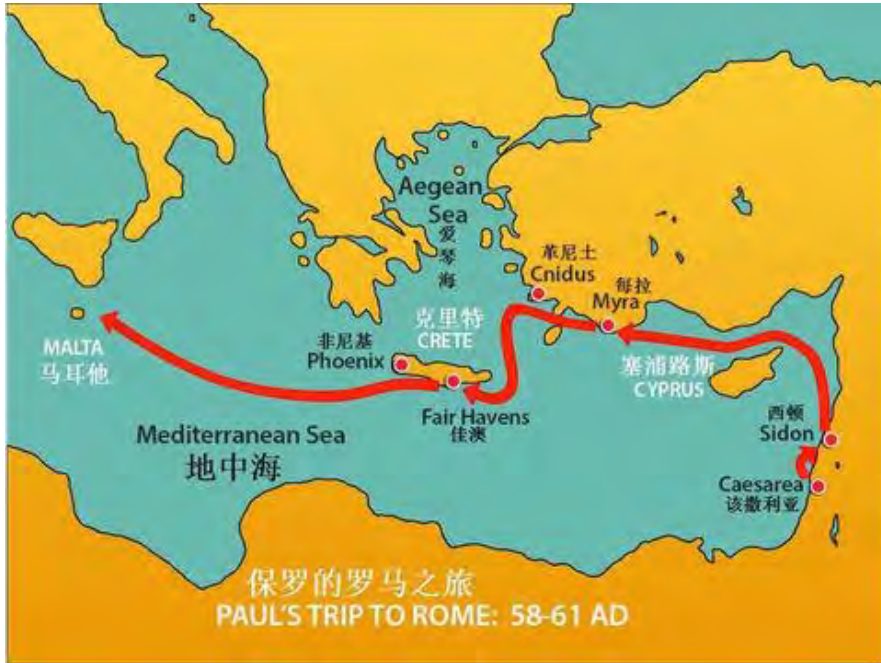 Aegean
Sea
爱
琴
海
革尼士
Cnidus
每拉
Myra
克里特
CRETE
非尼基
Phoenix
MALTA
马耳他
塞浦路斯
CYPRUS
西顿
Sidon
Fair Havens
佳澳
Mediterranean Sea
地中海
Caesarea
该撒利亚
保罗的罗马之旅
PAUL'S TRIP TO ROME: 58-61 AD